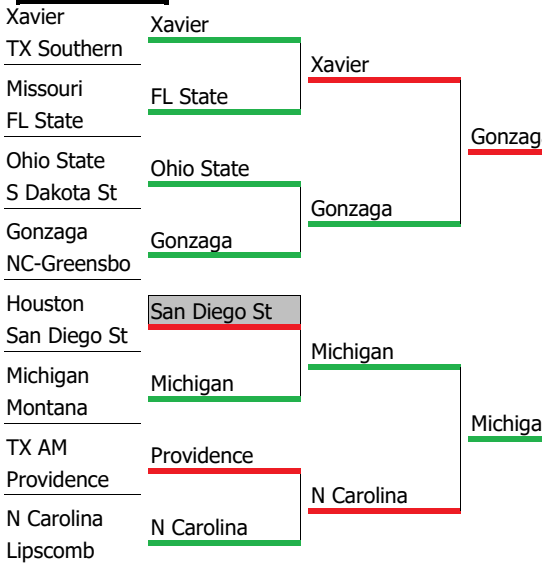 Xavier
TX Southern
Missouri
FL State
Ohio State
S Dakota St
Gonzaga
NC-Greensbo
Houston
San Diego St
Michigan
Montana
TX AM
Providence
N Carolina
Lipscomb
Xavier
FL State
Ohio State
Gonzaga
San Diego St
Michigan
Providence
N Carolina
Xavier
Gonzaga
Michigan
N Carolina
Gonzag
Michiga